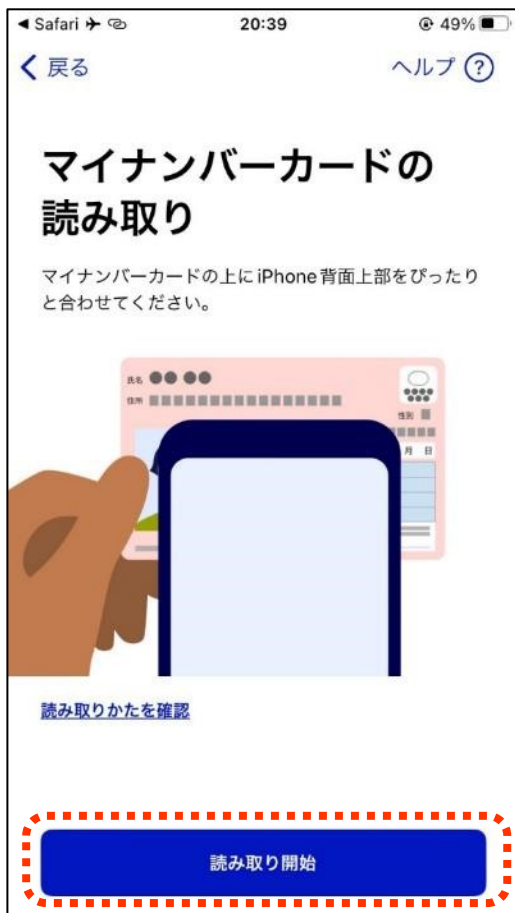 Safari
20:39
49%
戻る
ヘルプ ?
マイナンバーカードの
読み取り
マイナンバーカードの上にiPhone背面上部をぴったり
と合わせてください。
氏名
住所
性別
月 日
読み取りかたを確認
読み取り開始